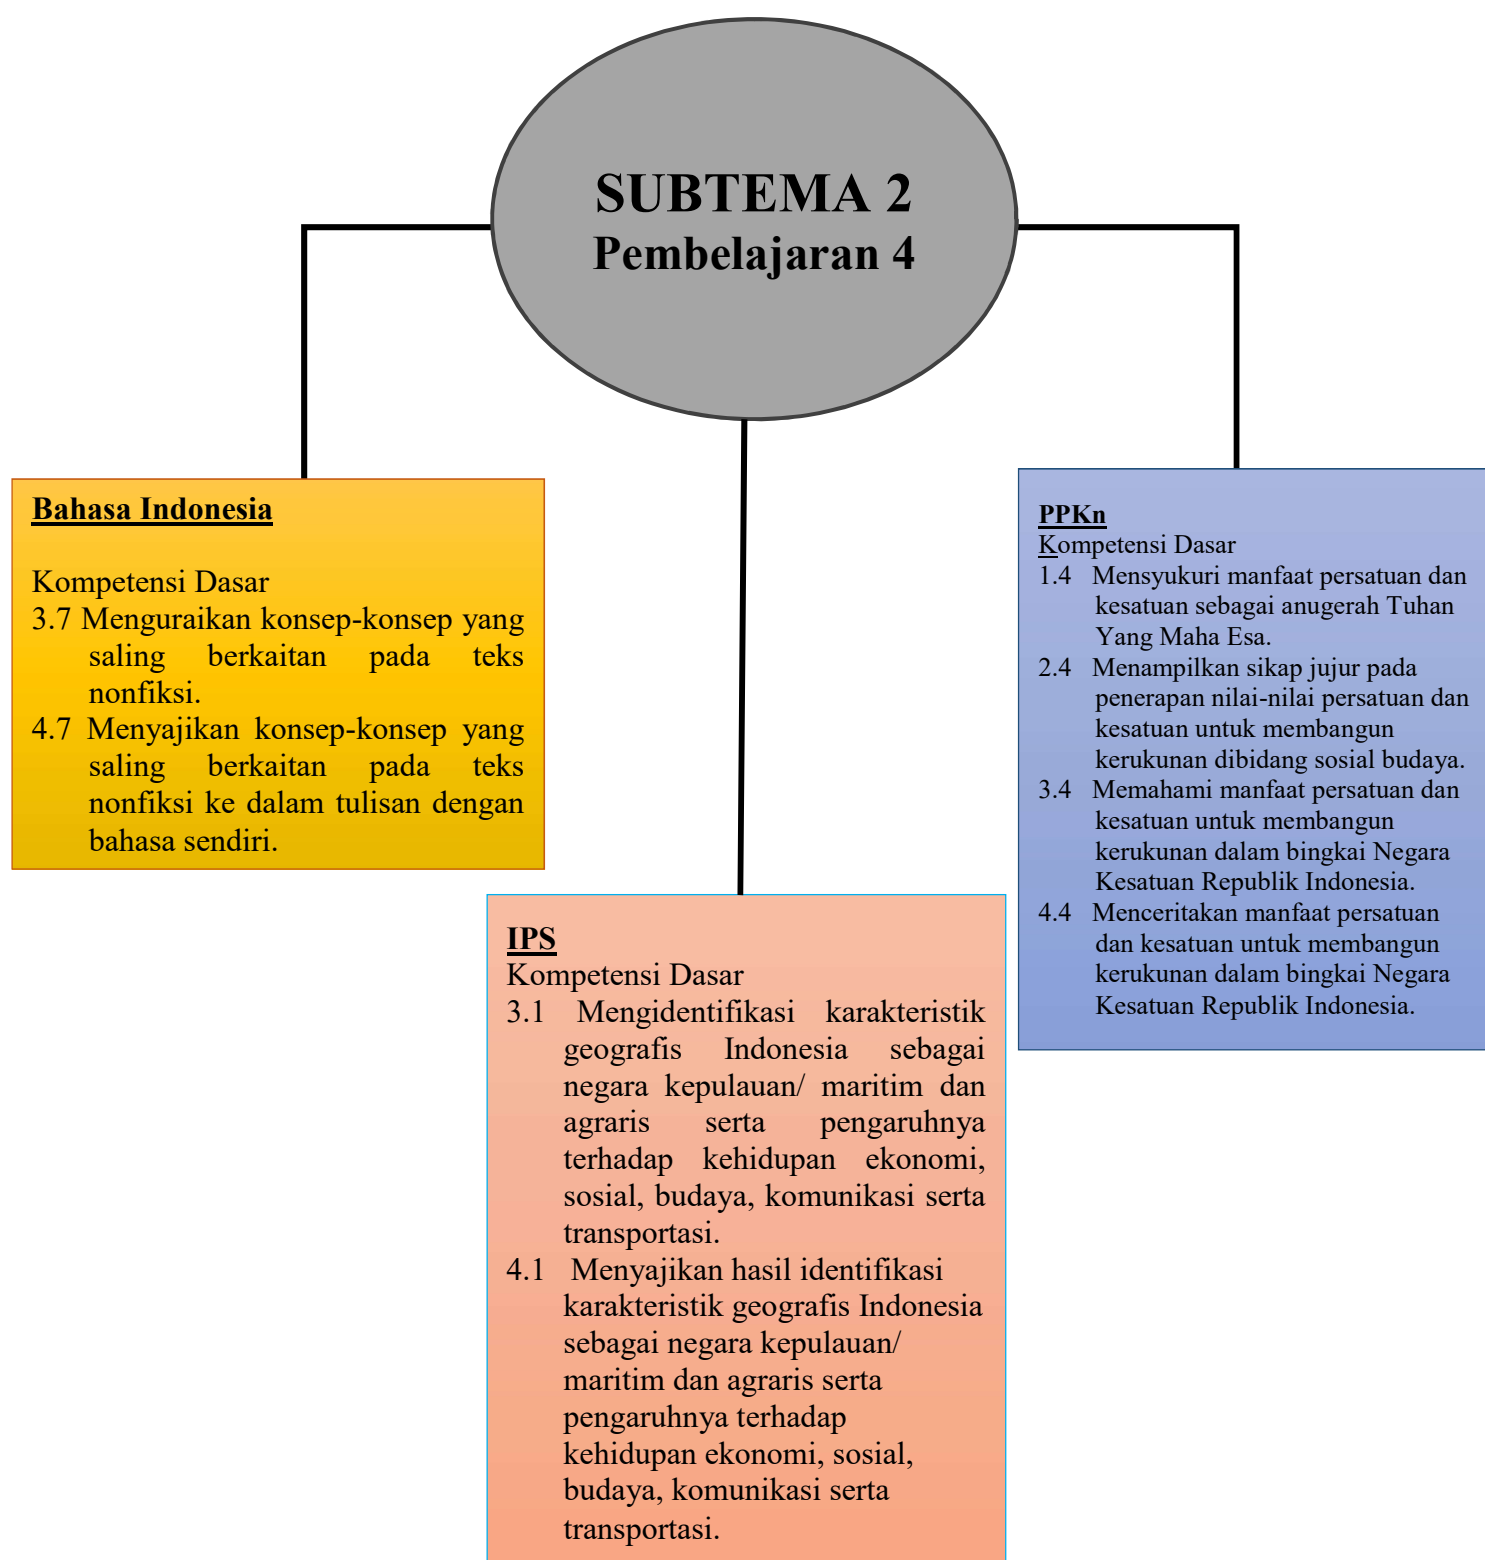 SUBTEMA 2
Pembelajaran 4
Bahasa Indonesia
Kompetensi Dasar
3.7 Menguraikan konsep-konsep yang
saling berkaitan pada teks
nonfiksi.
4.7 Menyajikan konsep-konsep yang
saling berkaitan pada teks
nonfiksi ke dalam tulisan dengan
bahasa sendiri.
IPS
Kompetensi Dasar
3.1 Mengidentifikasi karakteristik
geografis Indonesia sebagai
negara kepulauan/ maritim dan
agraris serta pengaruhnya
terhadap kehidupan ekonomi,
sosial, budaya, komunikasi serta
transportasi.
4.1 Menyajikan hasil identifikasi
karakteristik geografis Indonesia
sebagai negara kepulauan/
maritim dan agraris serta
pengaruhnya terhadap
kehidupan ekonomi, sosial,
budaya, komunikasi serta
transportasi.
PPKn
Kompetensi Dasar
1.4 Mensyukuri manfaat persatuan dan
kesatuan sebagai anugerah Tuhan
Yang Maha Esa.
2.4 Menampilkan sikap jujur pada
penerapan nilai-nilai persatuan dan
kesatuan untuk membangun
kerukunan dibidang sosial budaya.
3.4 Memahami manfaat persatuan dan
kesatuan untuk membangun
kerukunan dalam bingkai Negara
Kesatuan Republik Indonesia.
4.4 Menceritakan manfaat persatuan
dan kesatuan untuk membangun
kerukunan dalam bingkai Negara
Kesatuan Republik Indonesia.